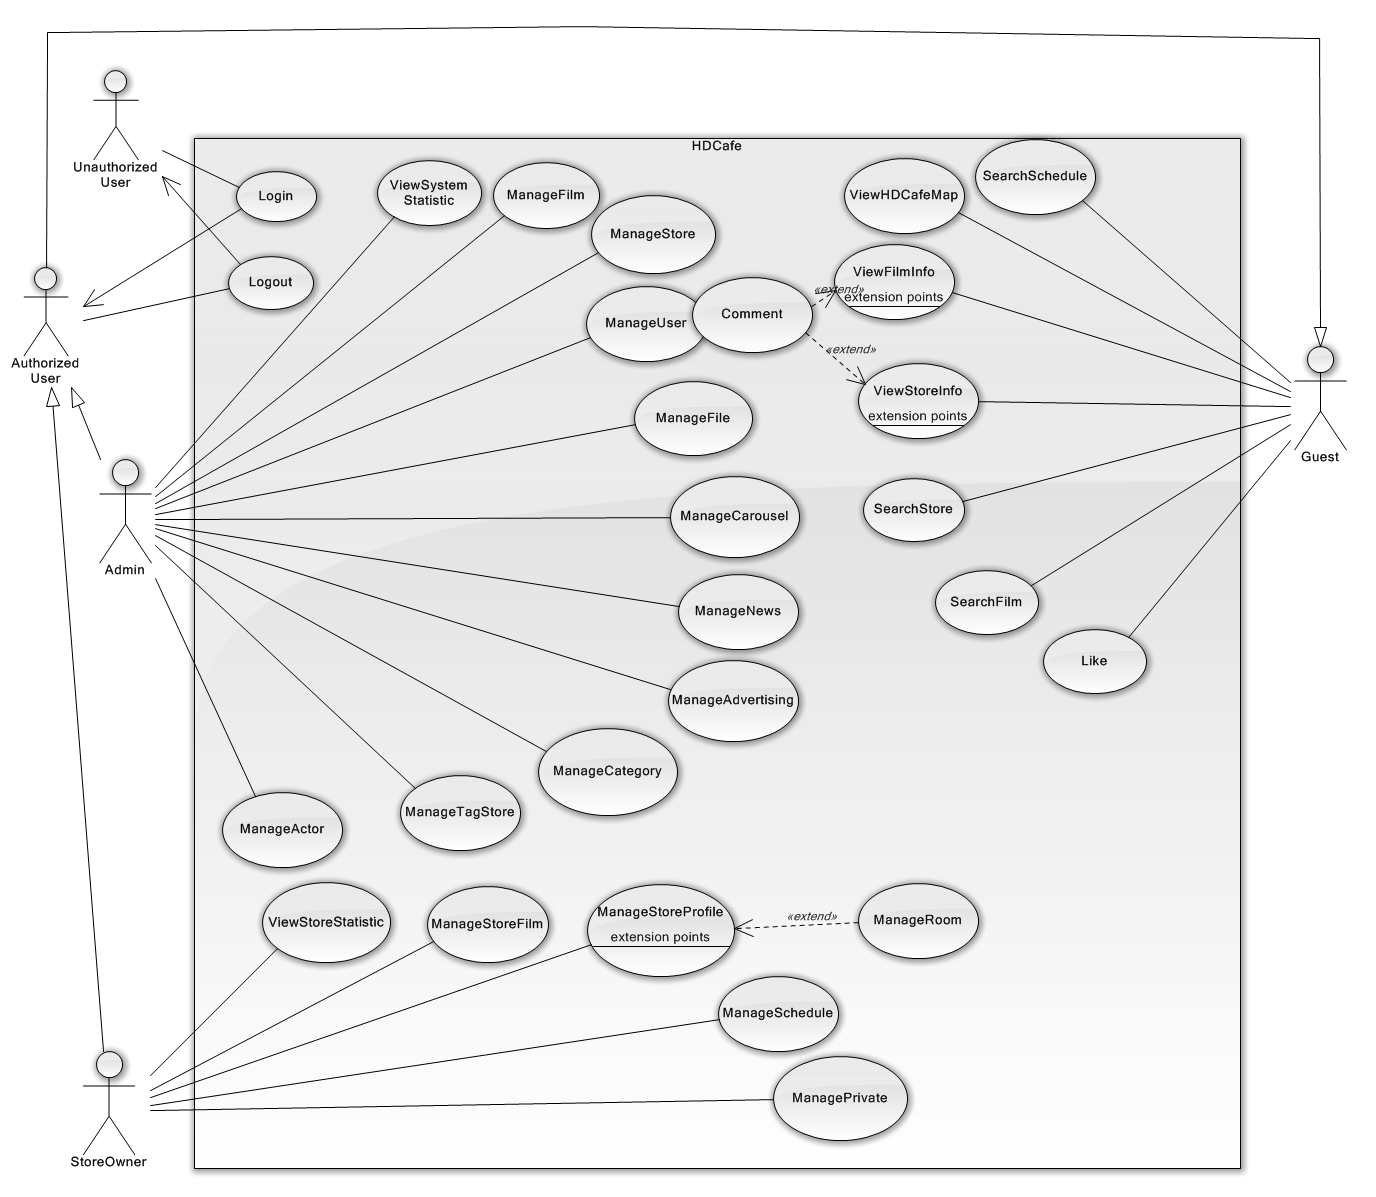 HDCafe
Unauthorized
User
Login
ViewSystem
Statistic
ManageFilm
ManageStore
ViewHDCafeMap
SearchSchedule
Logout
ManageUser
Comment
«extend»
ViewFilmInfo
extension points
«extend»
Authorized
User
ViewStoreInfo
extension points
ManageFile
Guest
ManageCarousel
SearchStore
Admin
ManageNews
SearchFilm
Like
ManageAdvertising
ManageCategory
ManageTagStore
ManageActor
ViewStoreStatistic
ManageStoreFilm
ManageStoreProfile
extension points
«extend»
ManageRoom
ManageSchedule
ManagePrivate
StoreOwner